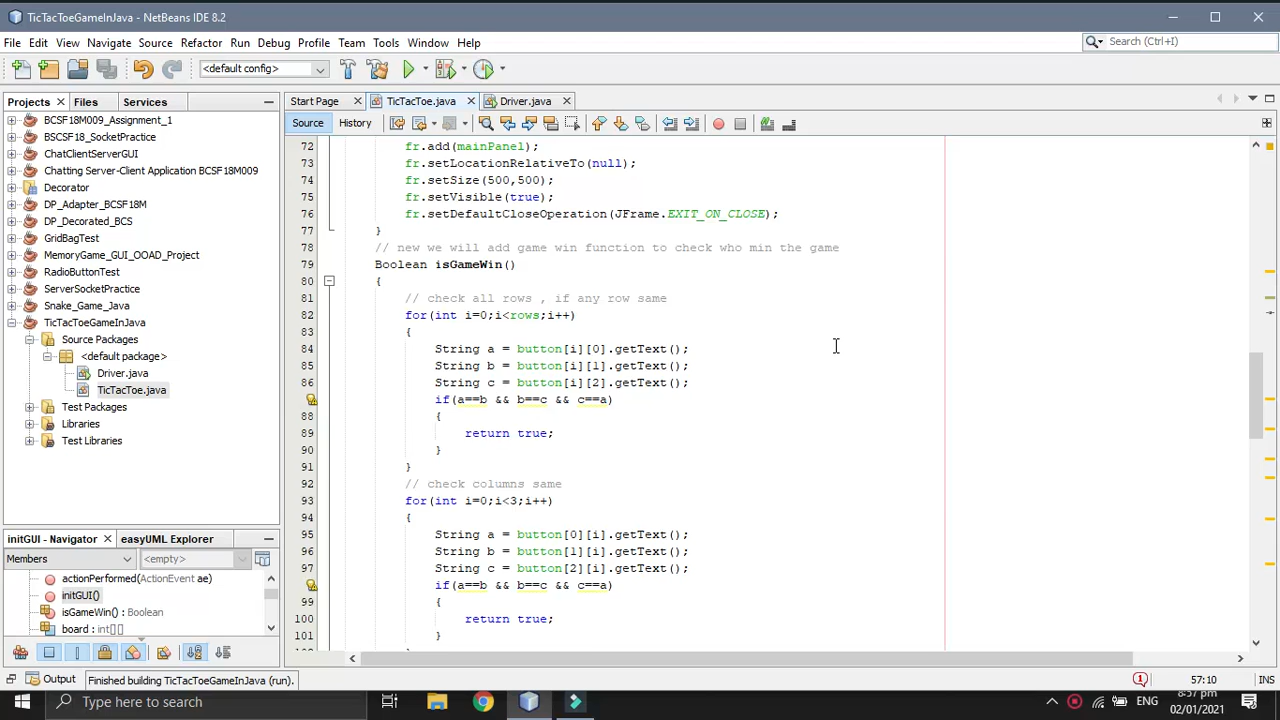 TicTacToeGameInJava - NetBeans IDE 8.2
File Edit View Navigate Source Refactor Run Debug Profile Team Tools Window Help
Search (Ctrl+I)
<default config>
Projects Files Services
Start Page TicTacToe.java Driver.java
Source History
BCSF18M009_Assignment_1
BSCSF18_SocketPractice
ChatClientServerGUI
Chatting Server-Client Application BCSF18M009
Decorator
DP_Adapter_BCSF18M
DP_Decorated_BCS
GridBagTest
MemoryGame_GUI_OOAD_Project
RadioButtonTest
ServerSocketPractice
Snake_Game_Java
TicTacToeGameInJava
Source Packages
<default package>
Driver.java
TicTacToe.java
Test Packages
Libraries
Test Libraries
initGUI - Navigator easyUML Explorer
Members <empty>
actionPerformed(ActionEvent ae)
initGUI()
isGameWin() : Boolean
board : int[][]
72 fr.add(mainPanel);
73 fr.setLocationRelativeTo(null);
74 fr.setSize(500,500);
75 fr.setVisible(true);
76 fr.setDefaultCloseOperation(JFrame.EXIT_ON_CLOSE);
77 }
78 // new we will add game win function to check who min the game
79 Boolean isGameWin()
80 {
81 // check all rows , if any row same
82 for(int i=0;i<rows;i++)
83 {
84 String a = button[i][0].getText();
85 String b = button[i][1].getText();
86 String c = button[i][2].getText();
if(a==b && b==c && c==a)
88 {
89 return true;
90 }
91 }
92 // check columns same
93 for(int i=0;i<3;i++)
94 {
95 String a = button[0][i].getText();
96 String b = button[1][i].getText();
97 String c = button[2][i].getText();
if(a==b && b==c && c==a)
99 {
100 return true;
101 }
Output Finished building TicTacToeGameInJava (run).
1 57:10 INS
Type here to search
ENG
8:57 pm
02/01/2021